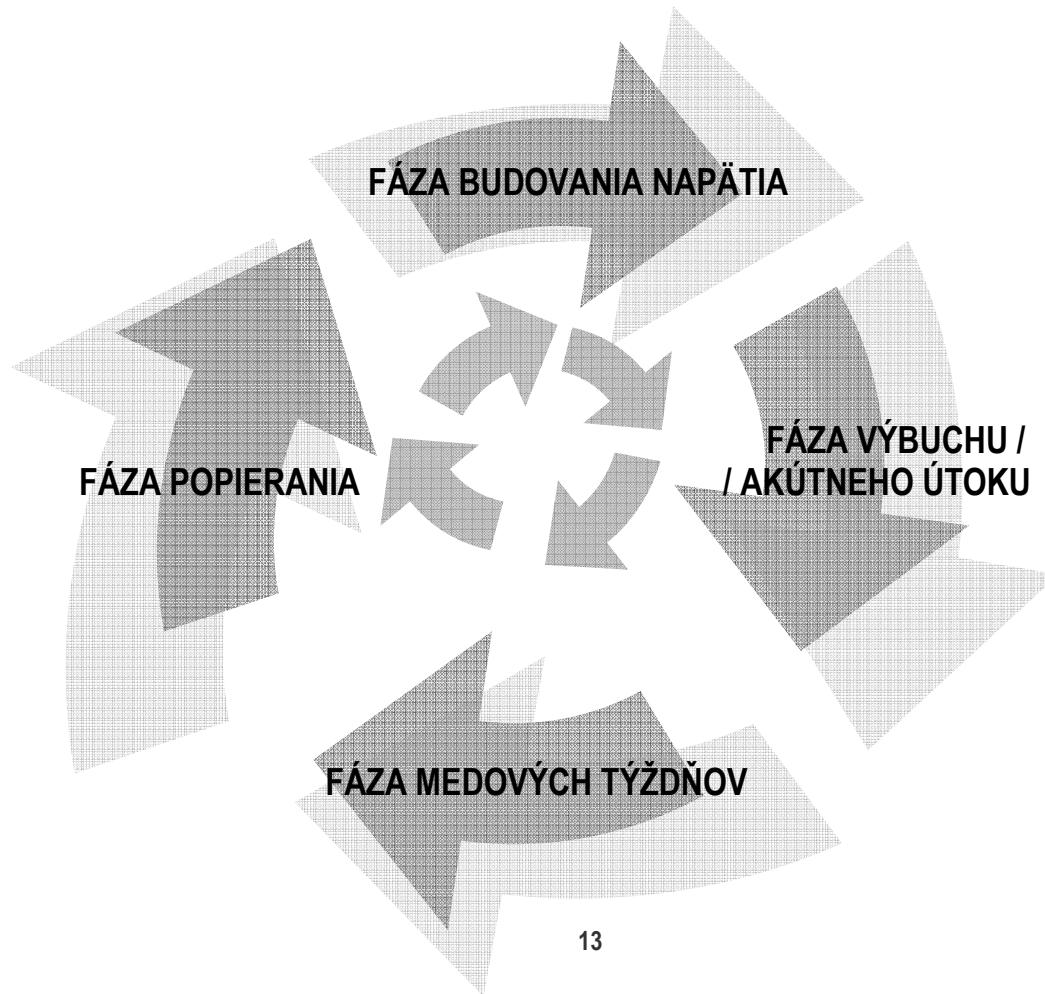 FÁZA BUDOVANIA NAPÄTIA
FÁZA VÝBUCHU /
/ AKÚTNEHO ÚTOKU
FÁZA POPIERANIA
FÁZA MEDOVÝCH TÝŽDŇOV
13